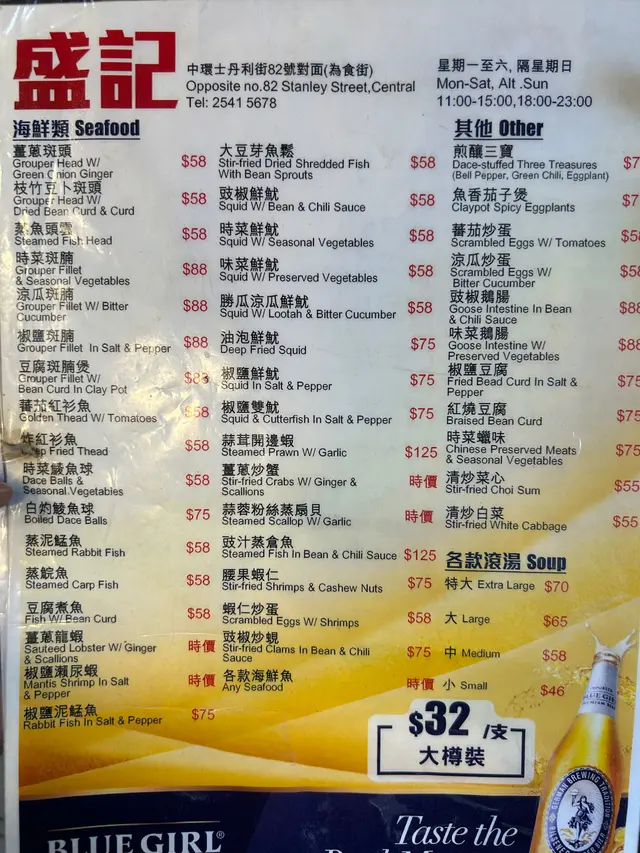 盛記
中環士丹利街82號對面(為食街)
Opposite no.82 Stanley Street,Central
Tel: 2541 5678
星期一至六, 隔星期日
Mon-Sat, Alt .Sun
11:00-15:00,18:00-23:00
海鮮類 Seafood
薑蔥斑頭
Grouper Head W/ $58
Green Onion Ginger
枝竹豆卜斑頭
Grouper Head W/ $58
Dried Bean Curd & Curd
蒸魚頭雲
Steamed Fish Head $58
時菜斑腩
Grouper Fillet $88
& Seasonal Vegetables
涼瓜斑腩
Grouper Fillet W/ Bitter $88
Cucumber
椒鹽斑腩
Grouper Fillet In Salt & Pepper $88
豆腐斑腩煲
Grouper Fillet W/ $88
Bean Curd In Clay Pot
蕃茄紅衫魚
Golden Thead W/ Tomatoes $58
炸紅衫魚
Deep Fried Thead $58
時菜鯪魚球
Dace Balls & $58
Seasonal Vegetables
白灼鯪魚球
Boiled Dace Balls $75
蒸泥鯭魚
Steamed Rabbit Fish $58
蒸鯇魚
Steamed Carp Fish $58
豆腐煮魚
Fish W/ Bean Curd $58
薑蔥龍蝦
Sauteed Lobster W/ Ginger 時價
& Scallions
椒鹽瀨尿蝦
Mantis Shrimp In Salt 時價
& Pepper
椒鹽泥鯭魚
Rabbit Fish In Salt & Pepper $75
大豆芽魚鬆
Stir-fried Dried Shredded Fish $58
With Bean Sprouts
豉椒鮮魷
Squid W/ Bean & Chili Sauce $58
時菜鮮魷
Squid W/ Seasonal Vegetables $58
味菜鮮魷
Squid W/ Preserved Vegetables $58
勝瓜涼瓜鮮魷
Squid W/ Lootah & Bitter Cucumber $58
油泡鮮魷
Deep Fried Squid $75
椒鹽鮮魷
Squid In Salt & Pepper $75
椒鹽雙魷
Squid & Cutterfish In Salt & Pepper $75
蒜茸開邊蝦
Steamed Prawn W/ Garlic $125
薑蔥炒蟹
Stir-fried Crabs W/ Ginger & 時價
Scallions
蒜蓉粉絲蒸扇貝
Steamed Scallop W/ Garlic 時價
豉汁蒸倉魚
Steamed Fish In Bean & Chili Sauce $125
腰果蝦仁
Stir-fried Shrimps & Cashew Nuts $75
蝦仁炒蛋
Scrambled Eggs W/ Shrimps $58
豉椒炒蜆
Stir-fried Clams In Bean & Chili $75
Sauce
各款海鮮魚
Any Seafood 時價
其他 Other
煎釀三寶
Dace-stuffed Three Treasures $7
(Bell Pepper, Green Chili, Eggplant)
魚香茄子煲
Claypot Spicy Eggplants $7
蕃茄炒蛋
Scrambled Eggs W/ Tomatoes $58
涼瓜炒蛋
Scrambled Eggs W/ $58
Bitter Cucumber
豉椒鵝腸
Goose Intestine In Bean $88
& Chili Sauce
味菜鵝腸
Goose Intestine W/ $88
Preserved Vegetables
椒鹽豆腐
Fried Bead Curd In Salt & $75
Pepper
紅燒豆腐
Braised Bean Curd $75
時菜蠟味
Chinese Preserved Meats $75
& Seasonal Vegetables
清炒菜心
Stir-fried Choi Sum $55
清炒白菜
Stir-fried White Cabbage $55
各款滾湯 Soup
特大 Extra Large $70
大 Large $65
中 Medium $58
小 Small $46
$32 /支
大樽裝
BLUE GIRL®
Taste the
GERMAN BREWING TRADITION